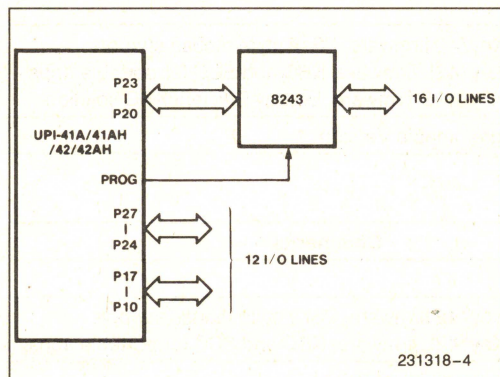 P23
I
P20
8243
16 I/O LINES
UPI-41A/41AH
/42/42AH
PROG
P27
I
P24
12 I/O LINES
P17
I
P10
231318-4